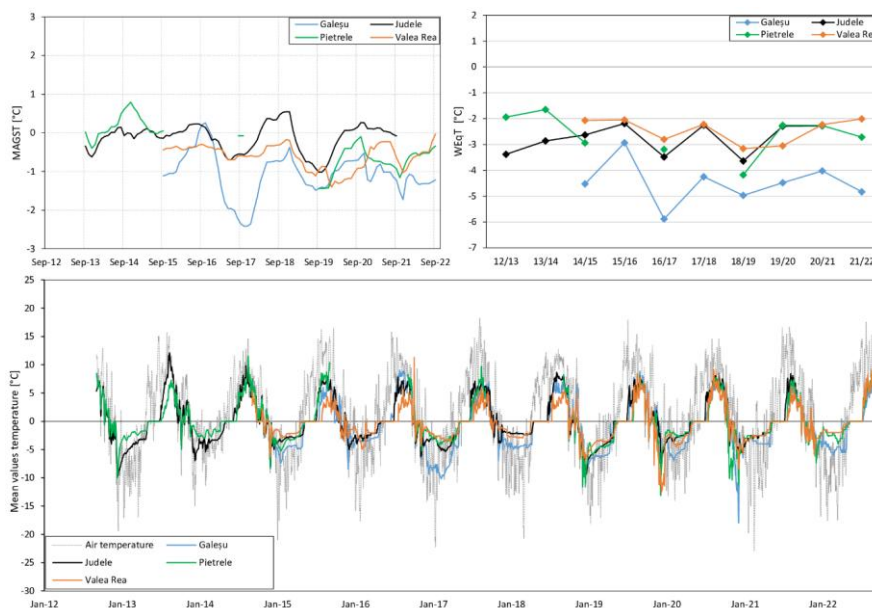 Galeşu Judele
Pietrele Valea Rea
MAGST [°C]
3
2
1
0
-1
-2
-3
Sep-12 Sep-13 Sep-14 Sep-15 Sep-16 Sep-17 Sep-18 Sep-19 Sep-20 Sep-21 Sep-22
Galeşu Judele
Pietrele Valea Rea
WEqT [°C]
2
1
0
-1
-2
-3
-4
-5
-6
-7
12/13 13/14 14/15 15/16 16/17 17/18 18/19 19/20 20/21 21/22
Mean values temperature [°C]
25
20
15
10
5
0
-5
-10
-15
-20
-25
-30
Air temperature Galeşu
Judele Pietrele
Valea Rea
Jan-12 Jan-13 Jan-14 Jan-15 Jan-16 Jan-17 Jan-18 Jan-19 Jan-20 Jan-21 Jan-22